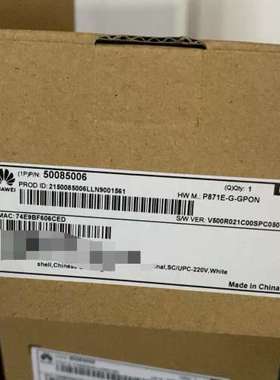 HUAWEI
(1P)P/N: 50085006
(Q)Qty: 1
PROD ID: 2150085006LLN9001561
HW M.: P871E-G-GPON
MAC: 74E9BF606CED
S/W VER: V500R021C00SPC050
shell,Chinese
nal,SC/UPC-220V,White
Made in China